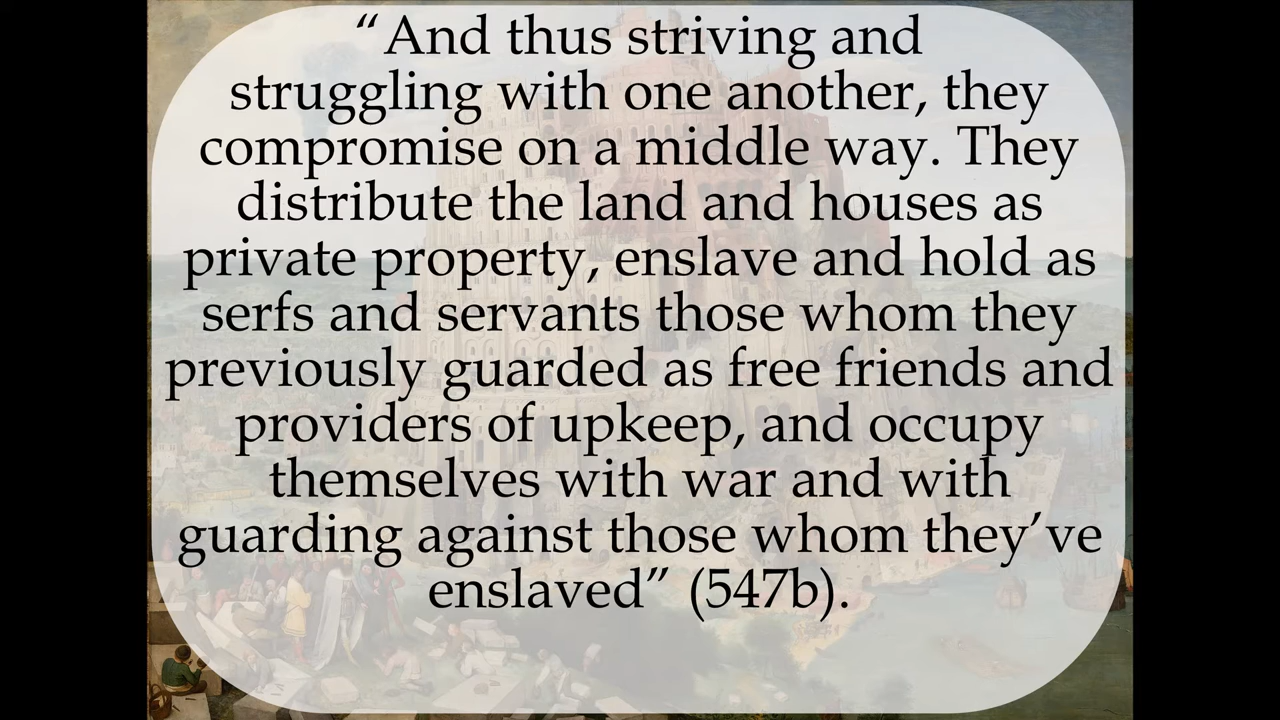 “And thus striving and
struggling with one another, they
compromise on a middle way. They
distribute the land and houses as
private property, enslave and hold as
serfs and servants those whom they
previously guarded as free friends and
providers of upkeep, and occupy
themselves with war and with
guarding against those whom they’ve
enslaved” (547b).